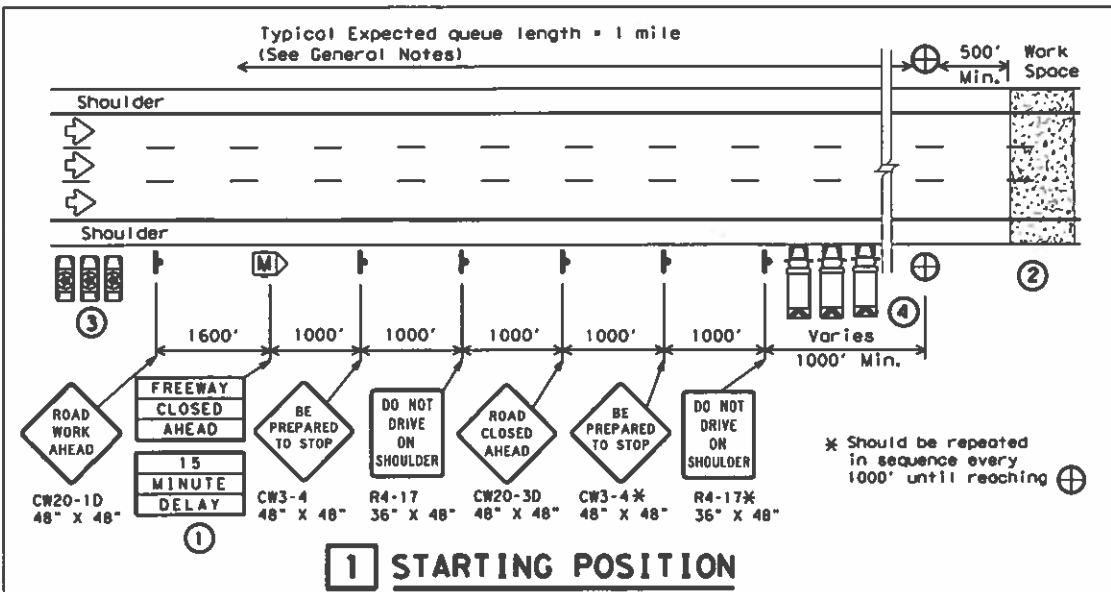 Typical Expected queue length = 1 mile
(See General Notes)
500'
Min.
Work
Space
Shoulder
Shoulder
M
3
2
4
1600'
1000'
1000'
1000'
1000'
1000'
Varies
1000' Min.
ROAD
WORK
AHEAD
CW20-1D
48" X 48"
FREEWAY
CLOSED
AHEAD
15
MINUTE
DELAY
1
BE
PREPARED
TO STOP
CW3-4
48" X 48"
DO NOT
DRIVE
ON
SHOULDER
R4-17
36" X 48"
ROAD
CLOSED
AHEAD
CW20-3D
48" X 48"
BE
PREPARED
TO STOP
CW3-4*
48" X 48"
DO NOT
DRIVE
ON
SHOULDER
R4-17*
36" X 48"
* Should be repeated
in sequence every
1000' until reaching
1 STARTING POSITION